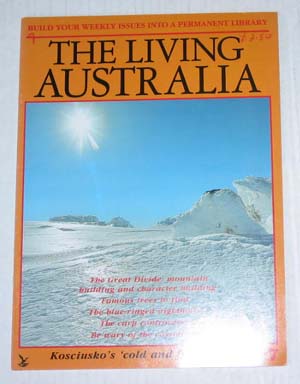 BUILD YOUR WEEKLY ISSUES INTO A PERMANENT LIBRARY
THE LIVING
AUSTRALIA
The Great Divide: mountain
building and character building
Famous trees to find
The blue-ringed
The carp
Be wary of the
Kosciusko's 'cold and